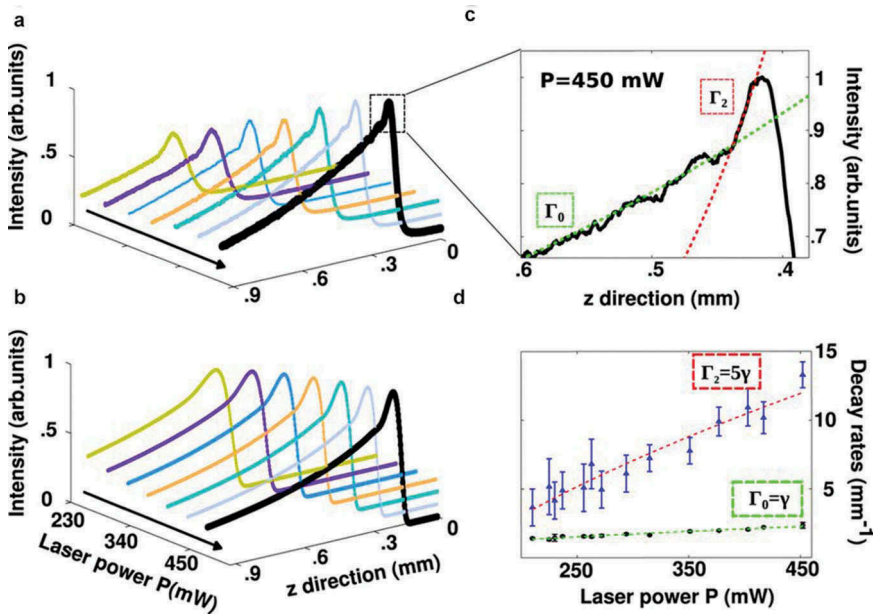 a
Intensity (arb.units)
1
.5
0
0
.3
.6
.9
c
P=450 mW
Γ2
Γ0
1
.9
.8
.7
Intensity (arb.units)
.6
.5
.4
z direction (mm)
b
Intensity (arb.units)
1
0.5
0
230
340
450
Laser power P(mW)
0
.3
.6
.9
z direction (mm)
d
Γ2=5γ
Γ0=γ
15
10
5
Decay rates (mm-1)
250
350
450
Laser power P (mW)